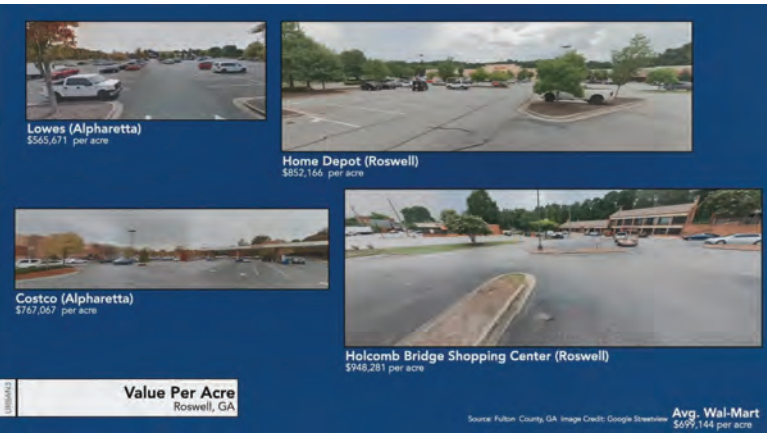 Lowes (Alpharetta)
$565,671 per acre
Home Depot (Roswell)
$852,166 per acre
Costco (Alpharetta)
$767,067 per acre
Holcomb Bridge Shopping Center (Roswell)
$948,281 per acre
URBAN3
Value Per Acre
Roswell, GA
Source: Fulton County, GA Image Credit: Google Streetview
Avg. Wal-Mart
$699,144 per acre